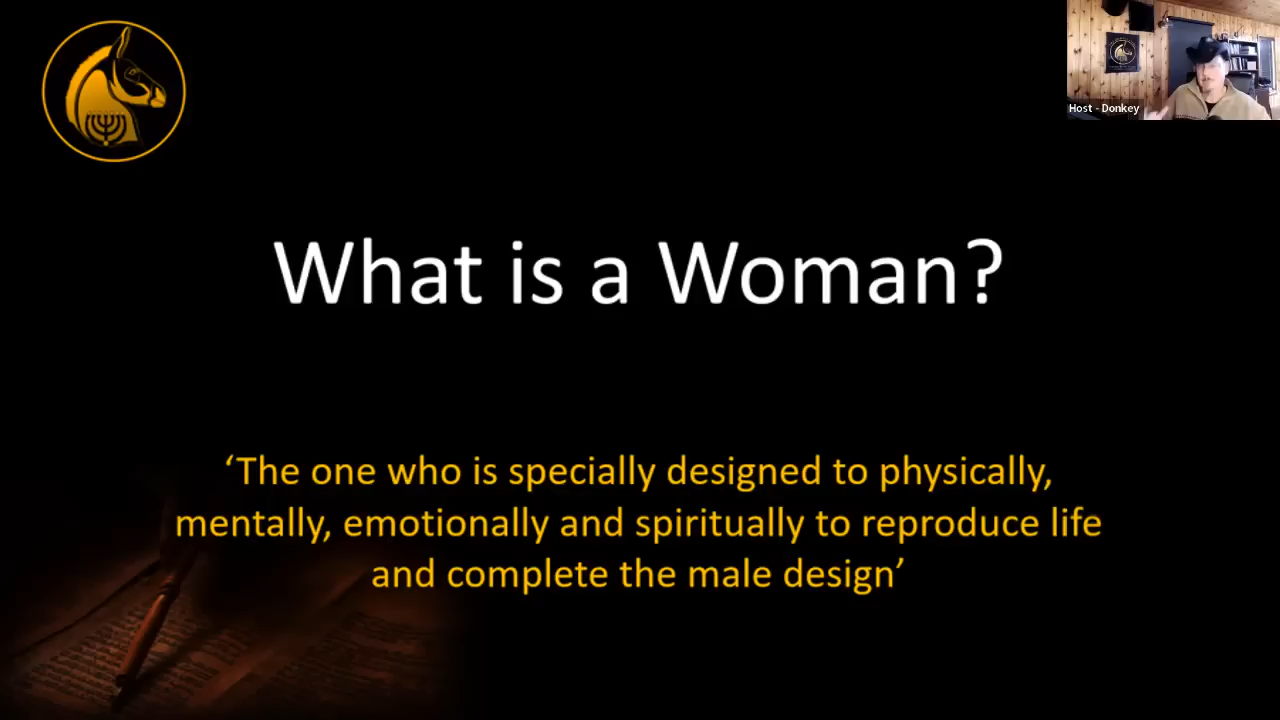 Host - Donkey
What is a Woman?
‘The one who is specially designed to physically,
mentally, emotionally and spiritually to reproduce life
and complete the male design’